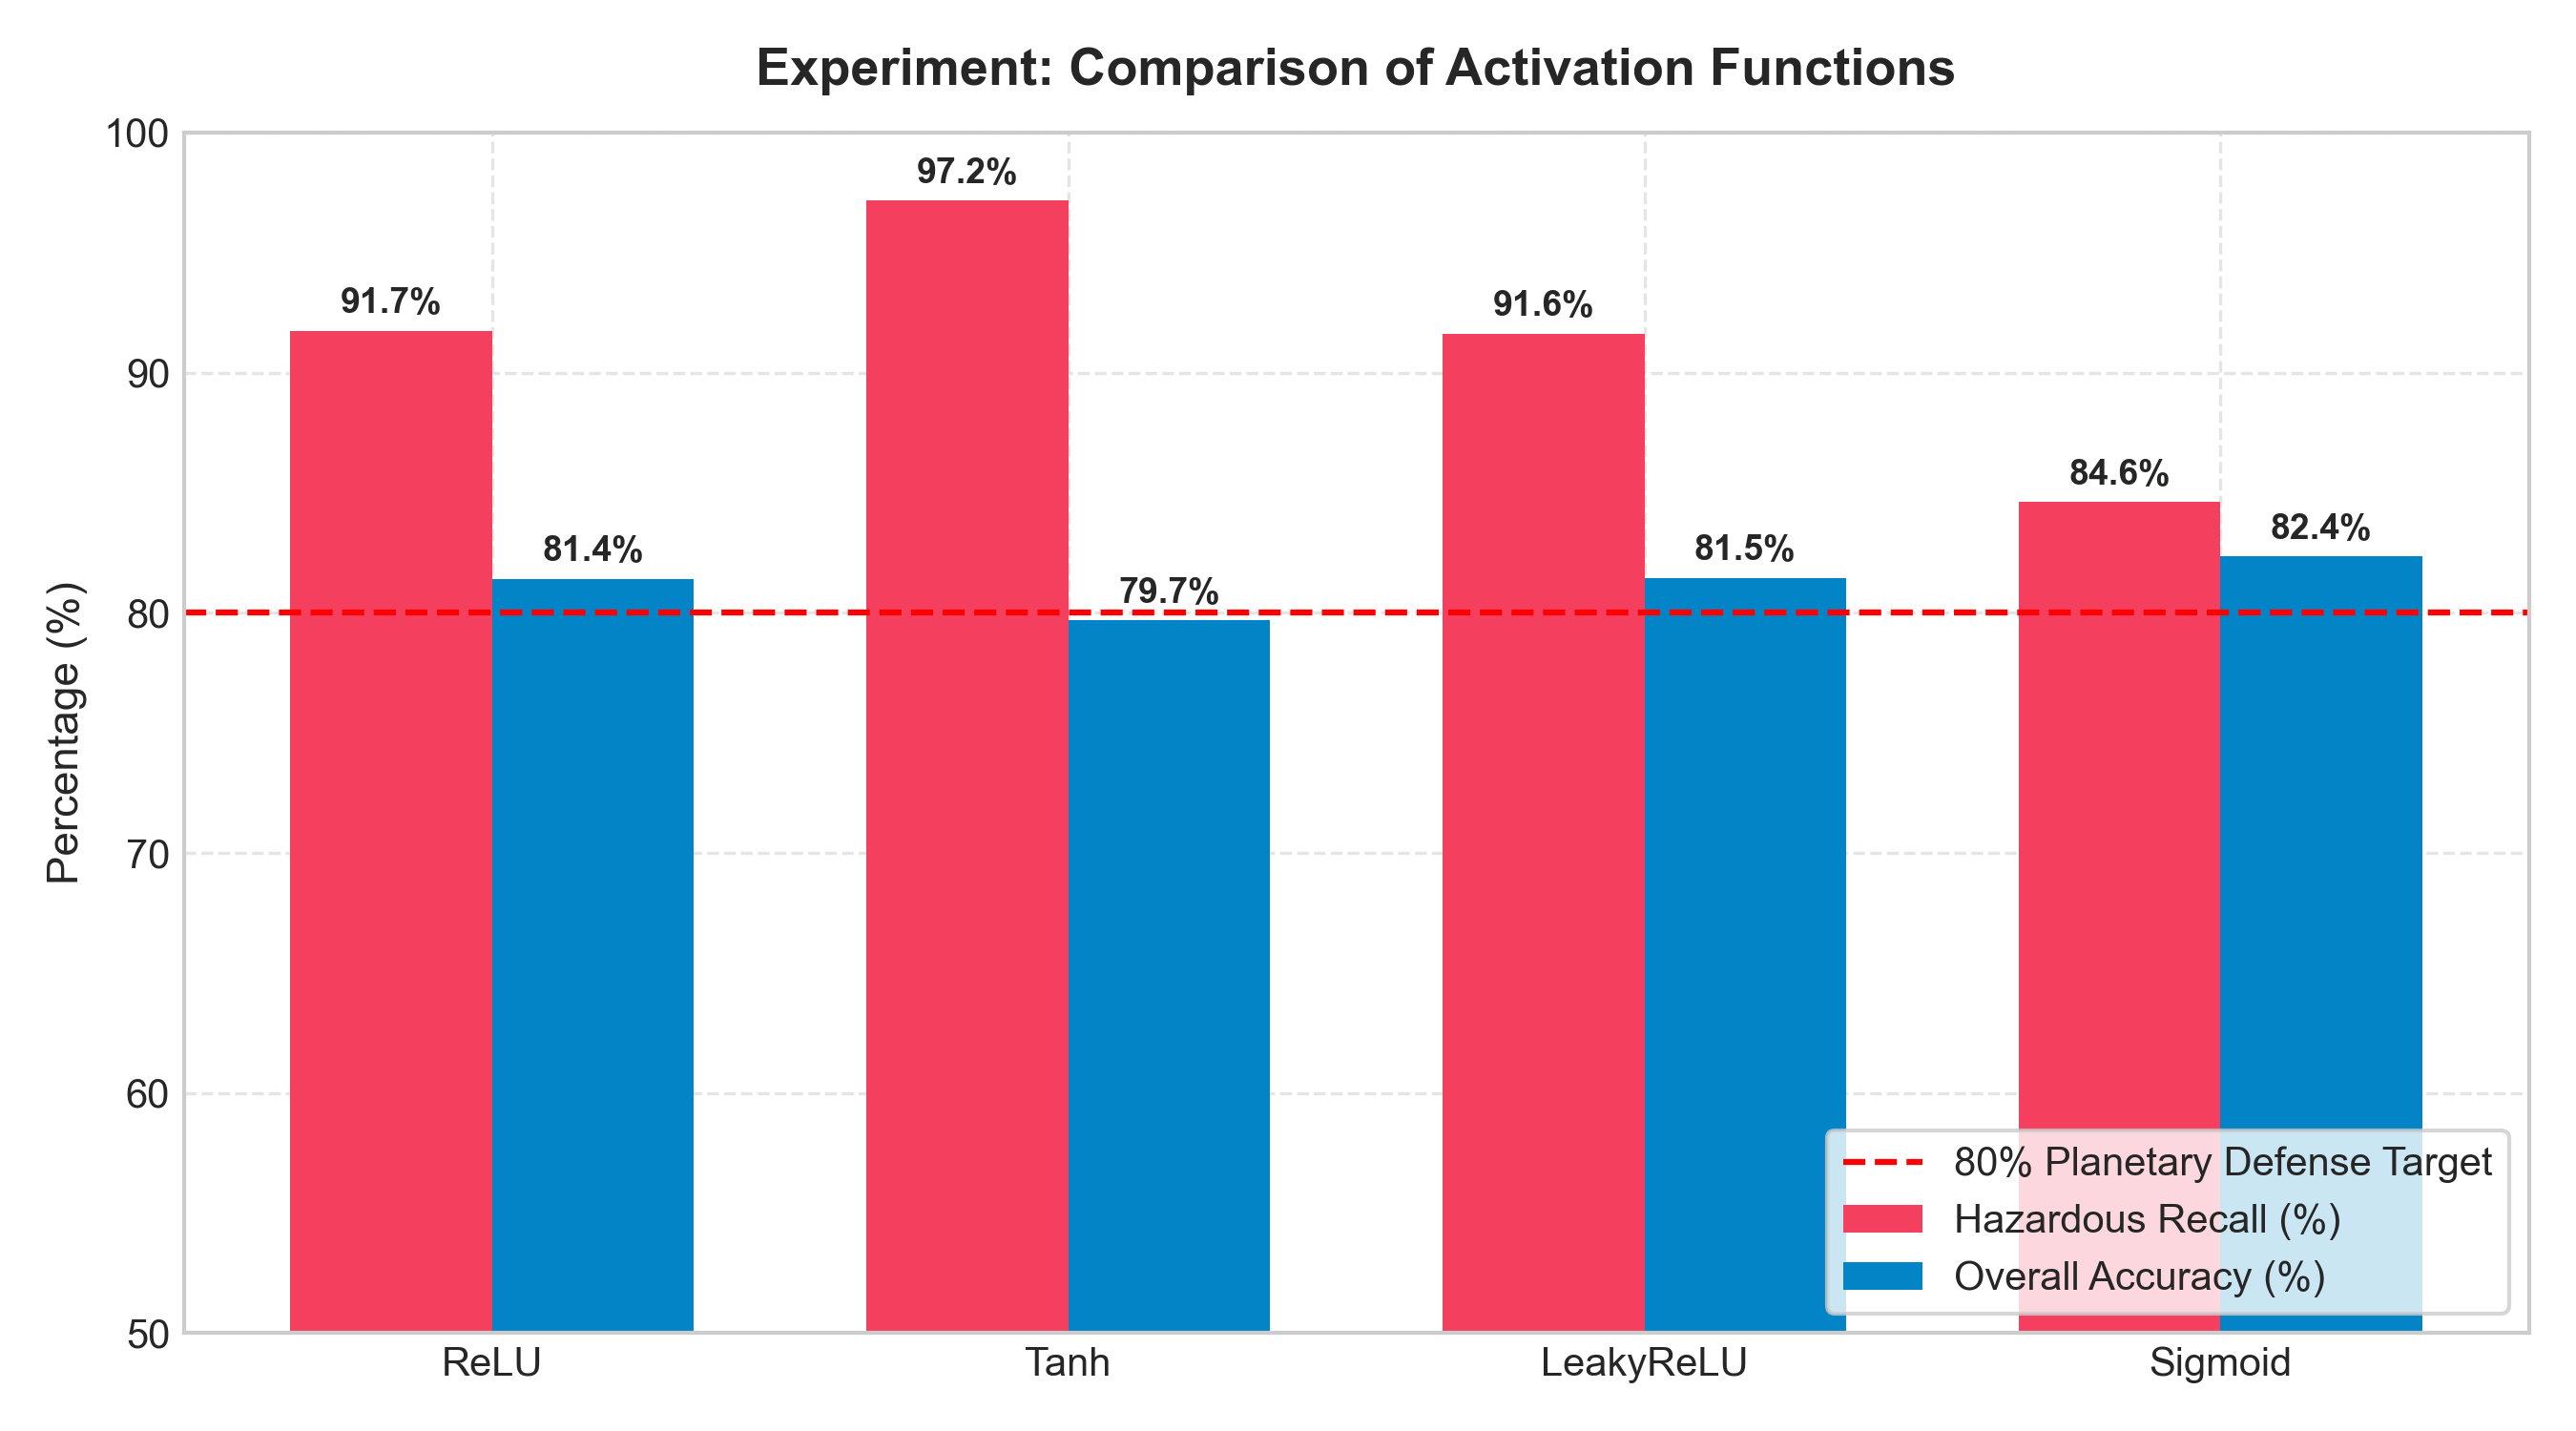 Experiment: Comparison of Activation Functions
Percentage (%)
100
90
80
70
60
50
91.7%
81.4%
97.2%
79.7%
91.6%
81.5%
84.6%
82.4%
ReLU
Tanh
LeakyReLU
Sigmoid
80% Planetary Defense Target
Hazardous Recall (%)
Overall Accuracy (%)